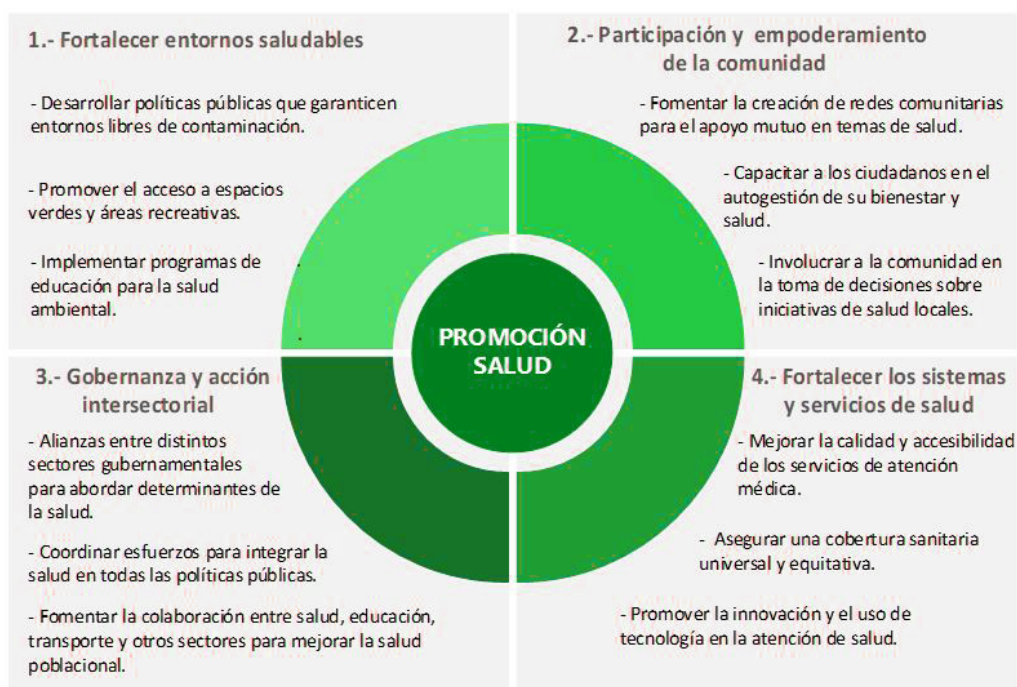 1.- Fortalecer entornos saludables
- Desarrollar políticas públicas que garanticen
entornos libres de contaminación.
- Promover el acceso a espacios
verdes y áreas recreativas.
- Implementar programas de
educación para la salud
ambiental.
2.- Participación y empoderamiento
de la comunidad
- Fomentar la creación de redes comunitarias
para el apoyo mutuo en temas de salud.
- Capacitar a los ciudadanos en el
autogestión de su bienestar y
salud.
- Involucrar a la comunidad en
la toma de decisiones sobre
iniciativas de salud locales.
PROMOCIÓN
SALUD
3.- Gobernanza y acción
intersectorial
- Alianzas entre distintos
sectores gubernamentales
para abordar determinantes de
la salud.
- Coordinar esfuerzos para integrar la
salud en todas las políticas públicas.
- Fomentar la colaboración entre salud, educación,
transporte y otros sectores para mejorar la salud
poblacional.
4.- Fortalecer los sistemas
y servicios de salud
- Mejorar la calidad y accesibilidad
de los servicios de atención
médica.
- Asegurar una cobertura sanitaria
universal y equitativa.
- Promover la innovación y el uso de
tecnología en la atención de salud.